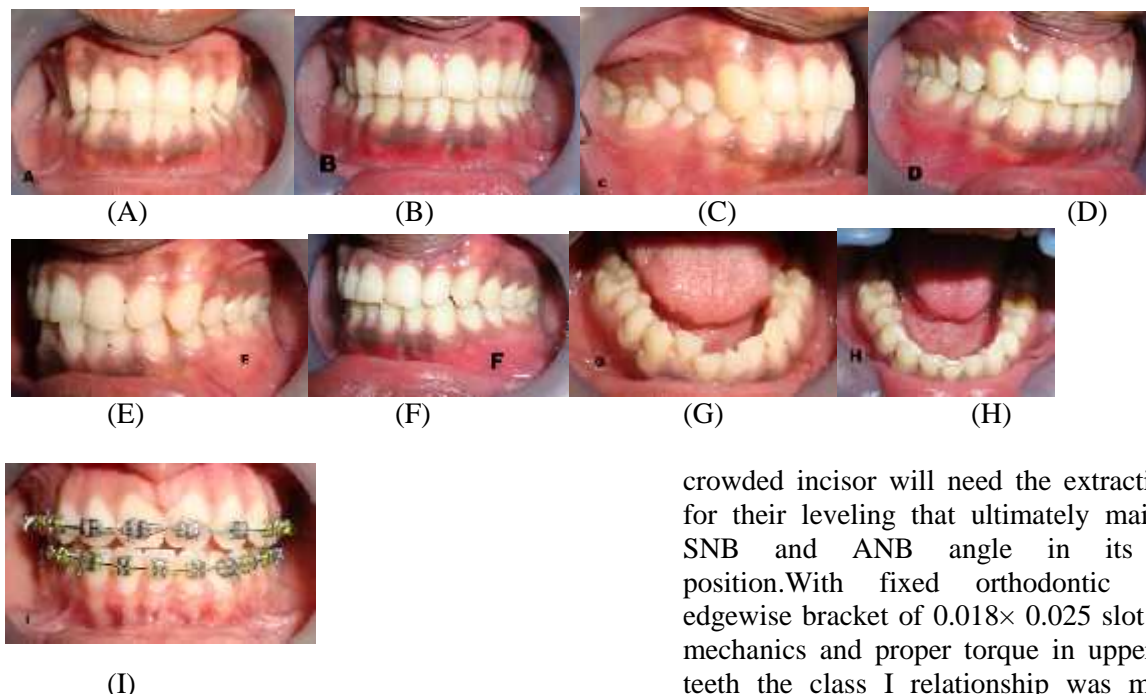 A
B
C
D
(A) (B) (C) (D)
E
F
G
H
(E) (F) (G) (H)
I
(I)
crowded incisor will need the extracti
for their leveling that ultimately mai
SNB and ANB angle in its
position.With fixed orthodontic
edgewise bracket of 0.018× 0.025 slot
mechanics and proper torque in upper
teeth the class I relationship was m